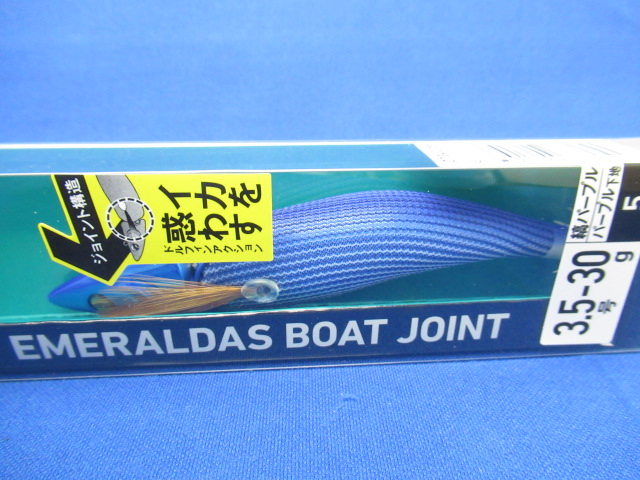 ジョイント構造
イカを
惑わす
ドルフィンアクション
縞パープル
パープル下地
5
3.5-30
号
g
EMERALDAS BOAT JOINT